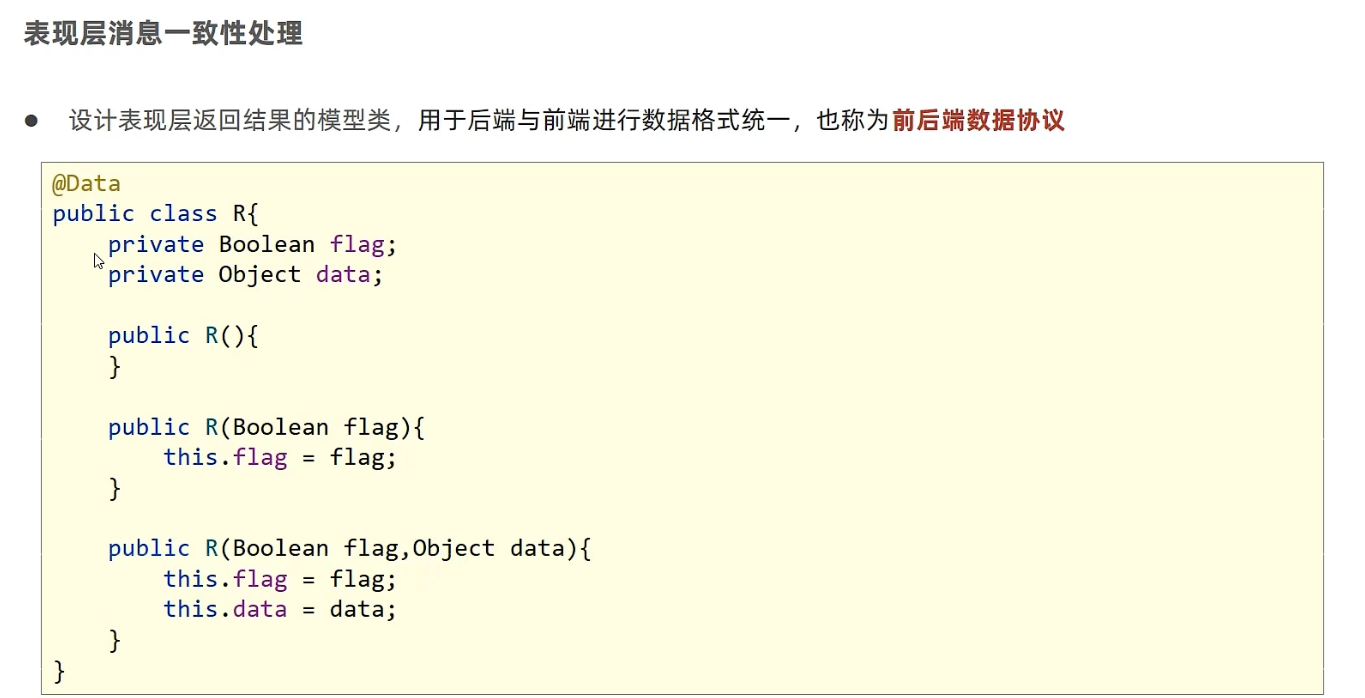 表现层消息一致性处理
● 设计表现层返回结果的模型类，用于后端与前端进行数据格式统一，也称为前后端数据协议
@Data
public class R{
    private Boolean flag;
    private Object data;
    public R(){
    }
    public R(Boolean flag){
        this.flag = flag;
    }
    public R(Boolean flag,Object data){
        this.flag = flag;
        this.data = data;
    }
}